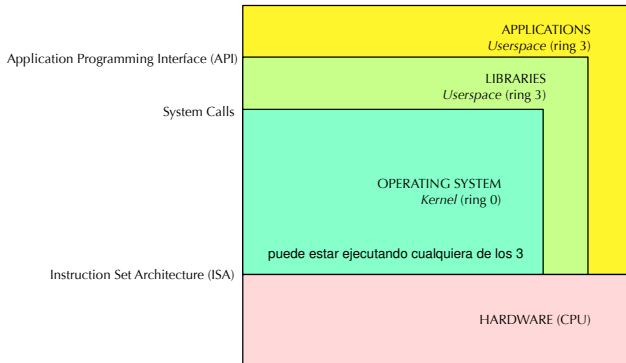 APPLICATIONS
Userspace (ring 3)
Application Programming Interface (API)
LIBRARIES
Userspace (ring 3)
System Calls
OPERATING SYSTEM
Kernel (ring 0)
puede estar ejecutando cualquiera de los 3
Instruction Set Architecture (ISA)
HARDWARE (CPU)